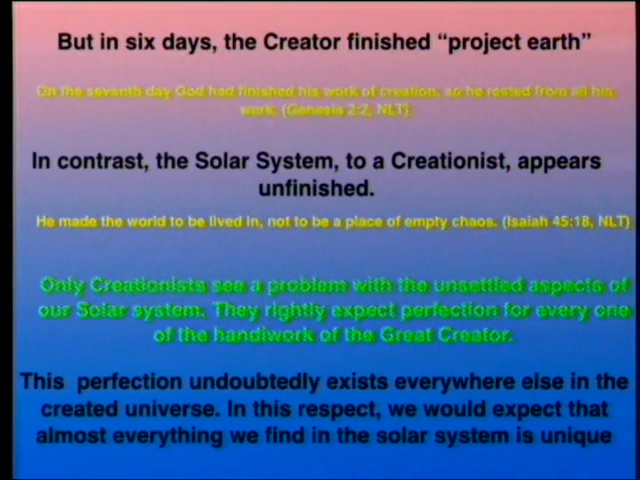 But in six days, the Creator finished “project earth”
On the seventh day God had finished his work of creation, so he rested from all his
work. (Genesis 2:2, NLT)
In contrast, the Solar System, to a Creationist, appears
unfinished.
He made the world to be lived in, not to be a place of empty chaos. (Isaiah 45:18, NLT)
Only Creationists see a problem with the unsettled aspects of
our Solar system. They rightly expect perfection for every one
of the handiwork of the Great Creator.
This perfection undoubtedly exists everywhere else in the
created universe. In this respect, we would expect that
almost everything we find in the solar system is unique